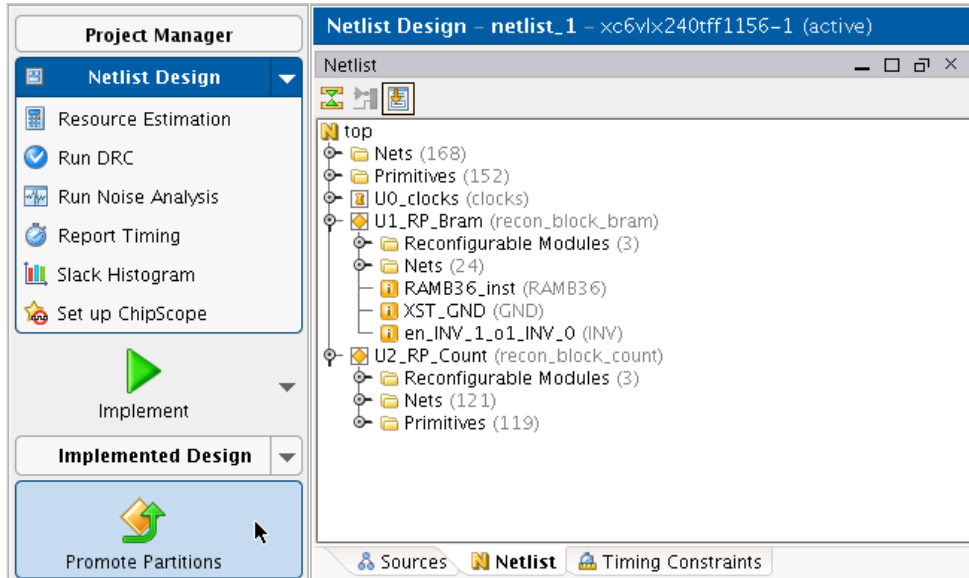 Project Manager
Netlist Design
Resource Estimation
Run DRC
Run Noise Analysis
Report Timing
Slack Histogram
Set up ChipScope
Implement
Implemented Design
Promote Partitions
Netlist Design – netlist_1 – xc6vlx240tff1156–1 (active)
Netlist
top
Nets (168)
Primitives (152)
U0_clocks (clocks)
U1_RP_Bram (recon_block_bram)
Reconfigurable Modules (3)
Nets (24)
RAMB36_inst (RAMB36)
XST_GND (GND)
en_INV_1_o1_INV_0 (INV)
U2_RP_Count (recon_block_count)
Reconfigurable Modules (3)
Nets (121)
Primitives (119)
Sources Netlist Timing Constraints